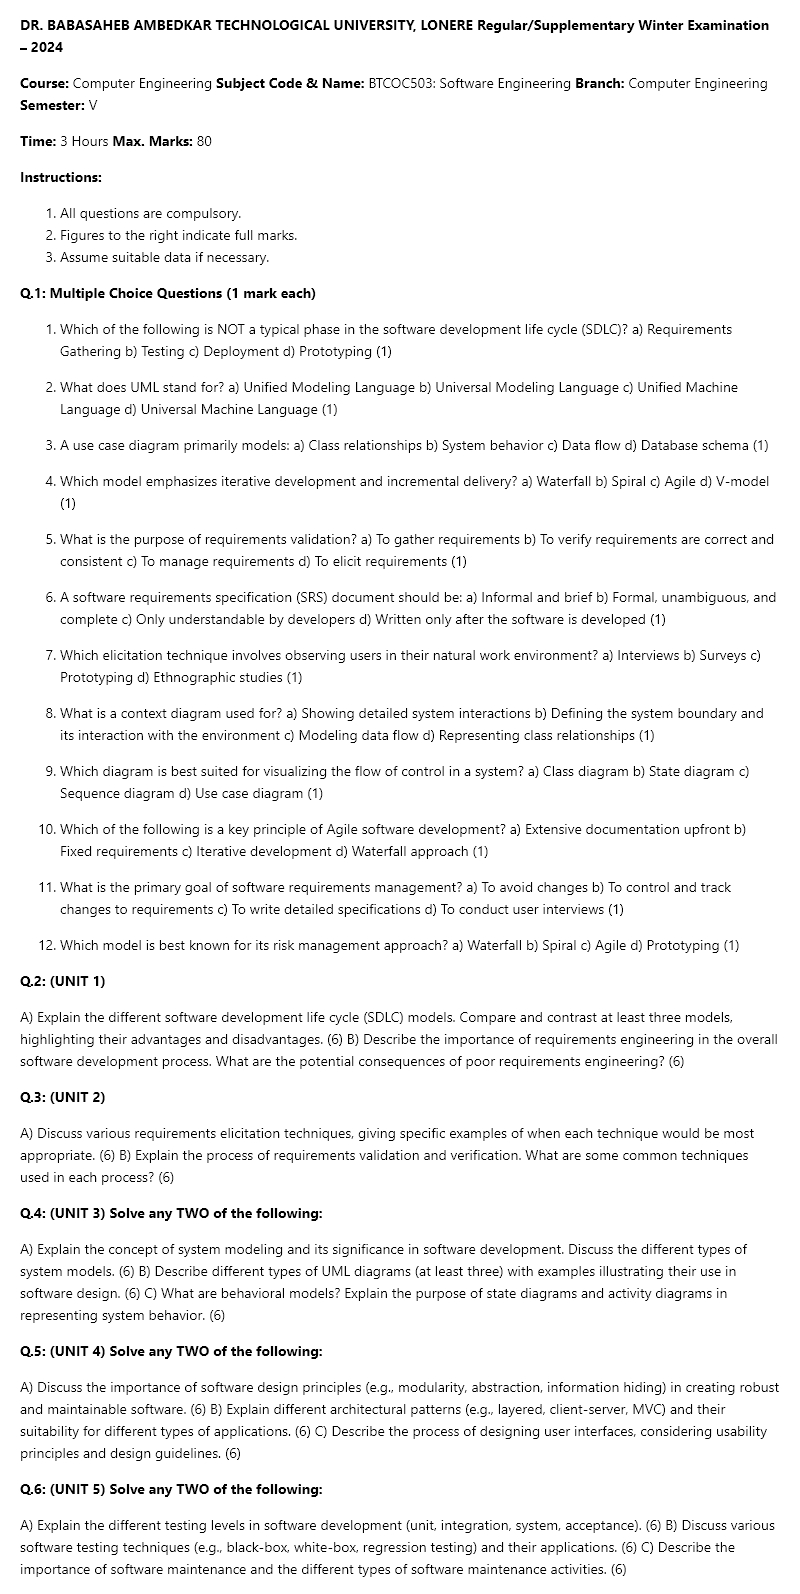 DR. BABASAHEB AMBEDKAR TECHNOLOGICAL UNIVERSITY, LONERE Regular/Supplementary Winter Examination
– 2024
Course: Computer Engineering Subject Code & Name: BTCOC503: Software Engineering Branch: Computer Engineering
Semester: V
Time: 3 Hours Max. Marks: 80
Instructions:
1. All questions are compulsory.
2. Figures to the right indicate full marks.
3. Assume suitable data if necessary.
Q.1: Multiple Choice Questions (1 mark each)
1. Which of the following is NOT a typical phase in the software development life cycle (SDLC)? a) Requirements
Gathering b) Testing c) Deployment d) Prototyping (1)
2. What does UML stand for? a) Unified Modeling Language b) Universal Modeling Language c) Unified Machine
Language d) Universal Machine Language (1)
3. A use case diagram primarily models: a) Class relationships b) System behavior c) Data flow d) Database schema (1)
4. Which model emphasizes iterative development and incremental delivery? a) Waterfall b) Spiral c) Agile d) V-model
(1)
5. What is the purpose of requirements validation? a) To gather requirements b) To verify requirements are correct and
consistent c) To manage requirements d) To elicit requirements (1)
6. A software requirements specification (SRS) document should be: a) Informal and brief b) Formal, unambiguous, and
complete c) Only understandable by developers d) Written only after the software is developed (1)
7. Which elicitation technique involves observing users in their natural work environment? a) Interviews b) Surveys c)
Prototyping d) Ethnographic studies (1)
8. What is a context diagram used for? a) Showing detailed system interactions b) Defining the system boundary and
its interaction with the environment c) Modeling data flow d) Representing class relationships (1)
9. Which diagram is best suited for visualizing the flow of control in a system? a) Class diagram b) State diagram c)
Sequence diagram d) Use case diagram (1)
10. Which of the following is a key principle of Agile software development? a) Extensive documentation upfront b)
Fixed requirements c) Iterative development d) Waterfall approach (1)
11. What is the primary goal of software requirements management? a) To avoid changes b) To control and track
changes to requirements c) To write detailed specifications d) To conduct user interviews (1)
12. Which model is best known for its risk management approach? a) Waterfall b) Spiral c) Agile d) Prototyping (1)
Q.2: (UNIT 1)
A) Explain the different software development life cycle (SDLC) models. Compare and contrast at least three models,
highlighting their advantages and disadvantages. (6) B) Describe the importance of requirements engineering in the overall
software development process. What are the potential consequences of poor requirements engineering? (6)
Q.3: (UNIT 2)
A) Discuss various requirements elicitation techniques, giving specific examples of when each technique would be most
appropriate. (6) B) Explain the process of requirements validation and verification. What are some common techniques
used in each process? (6)
Q.4: (UNIT 3) Solve any TWO of the following:
A) Explain the concept of system modeling and its significance in software development. Discuss the different types of
system models. (6) B) Describe different types of UML diagrams (at least three) with examples illustrating their use in
software design. (6) C) What are behavioral models? Explain the purpose of state diagrams and activity diagrams in
representing system behavior. (6)
Q.5: (UNIT 4) Solve any TWO of the following:
A) Discuss the importance of software design principles (e.g., modularity, abstraction, information hiding) in creating robust
and maintainable software. (6) B) Explain different architectural patterns (e.g., layered, client-server, MVC) and their
suitability for different types of applications. (6) C) Describe the process of designing user interfaces, considering usability
principles and design guidelines. (6)
Q.6: (UNIT 5) Solve any TWO of the following:
A) Explain the different testing levels in software development (unit, integration, system, acceptance). (6) B) Discuss various
software testing techniques (e.g., black-box, white-box, regression testing) and their applications. (6) C) Describe the
importance of software maintenance and the different types of software maintenance activities. (6)